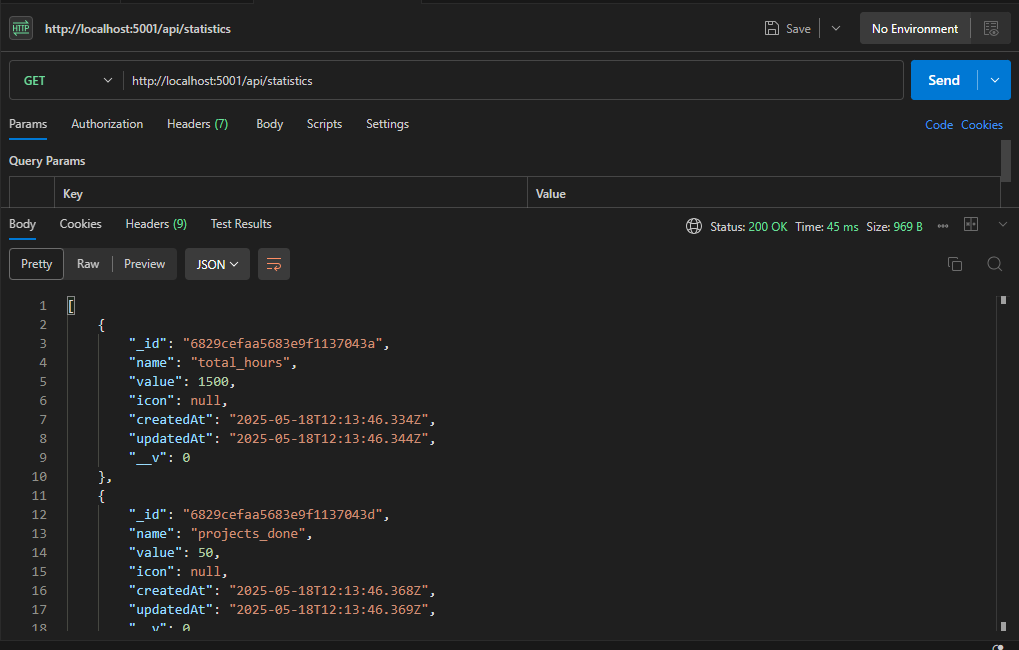 HTTP http://localhost:5001/api/statistics Save No Environment
GET http://localhost:5001/api/statistics Send
Params Authorization Headers (7) Body Scripts Settings Code Cookies
Query Params
Key Value
Body Cookies Headers (9) Test Results Status: 200 OK Time: 45 ms Size: 969 B
Pretty Raw Preview JSON
1 [
2 {
3 "_id": "6829cefaa5683e9f1137043a",
4 "name": "total_hours",
5 "value": 1500,
6 "icon": null,
7 "createdAt": "2025-05-18T12:13:46.334Z",
8 "updatedAt": "2025-05-18T12:13:46.344Z",
9 "__v": 0
10 },
11 {
12 "_id": "6829cefaa5683e9f1137043d",
13 "name": "projects_done",
14 "value": 50,
15 "icon": null,
16 "createdAt": "2025-05-18T12:13:46.368Z",
17 "updatedAt": "2025-05-18T12:13:46.369Z",
18 "__v": 0